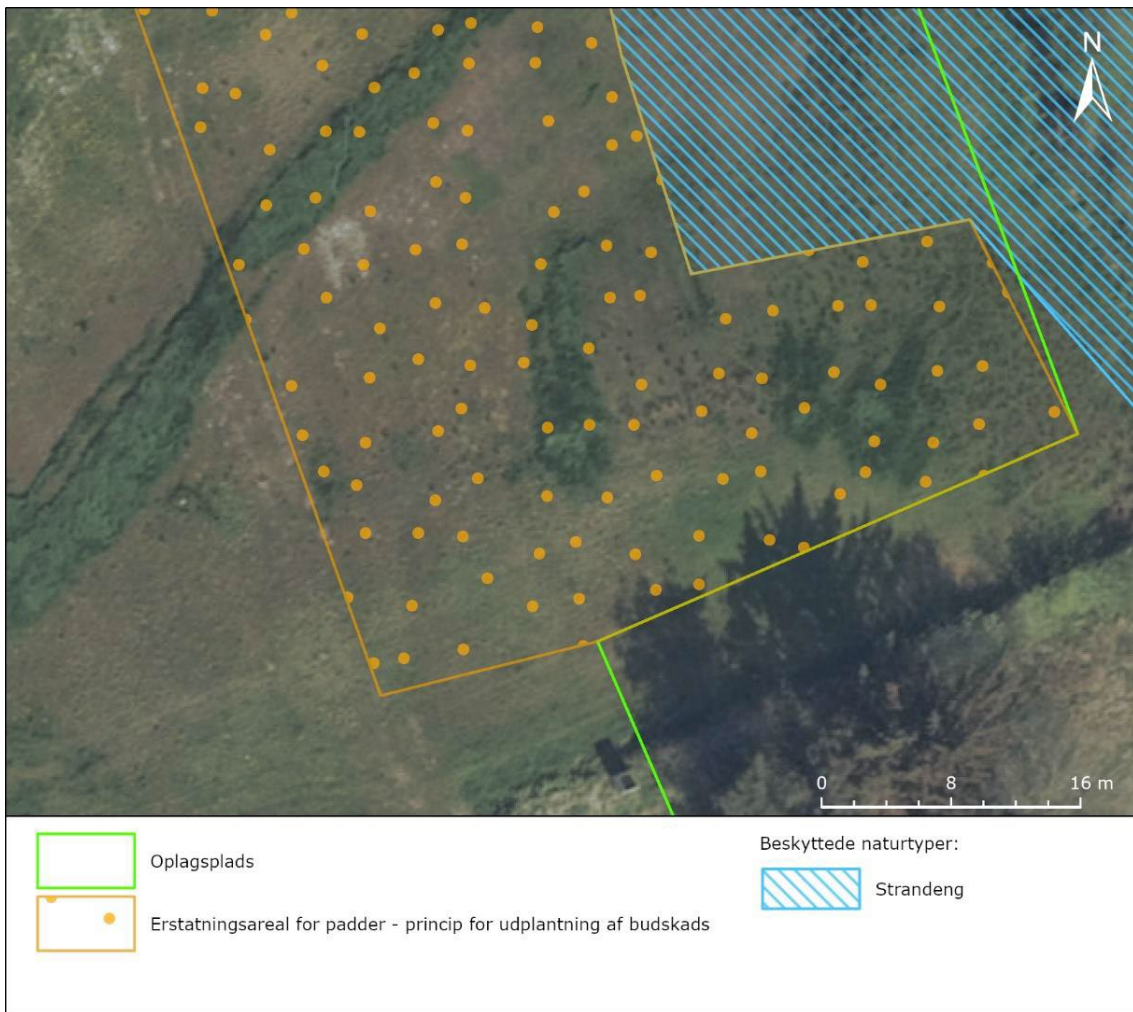 N
0 8 16 m
Oplagsplads
Erstatningsareal for padder - princip for udplantning af budskads
Beskyttede naturtyper:
Strandeng